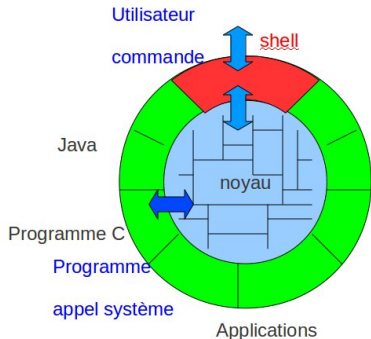 Utilisateur
shell
commande
Java
noyau
Programme C
Programme
appel système
Applications